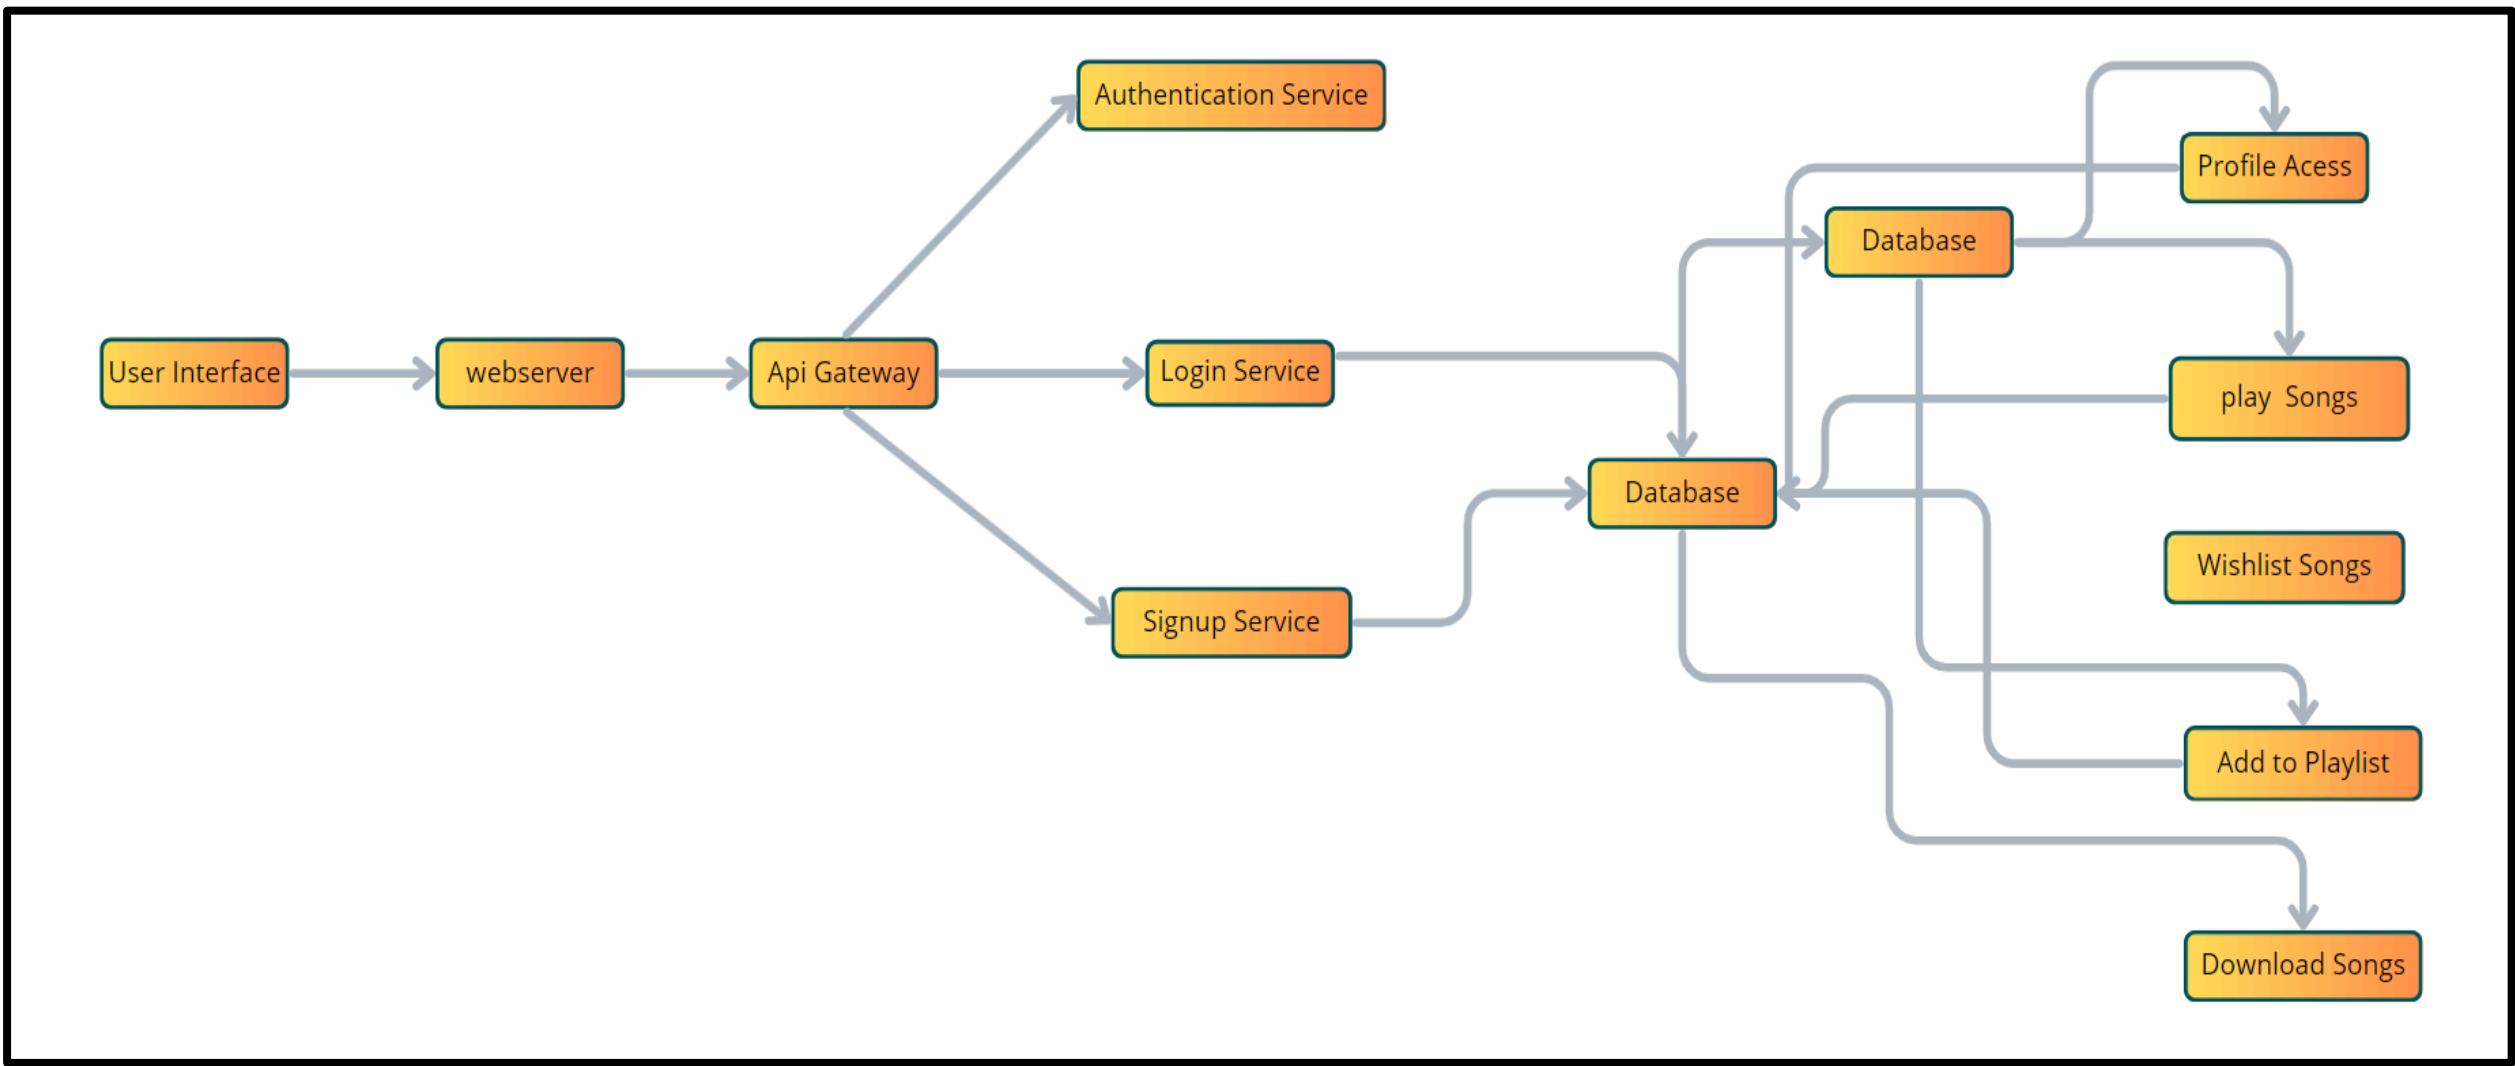 User Interface
webserver
Api Gateway
Authentication Service
Login Service
Signup Service
Database
Database
Profile Acess
play  Songs
Wishlist Songs
Add to Playlist
Download Songs